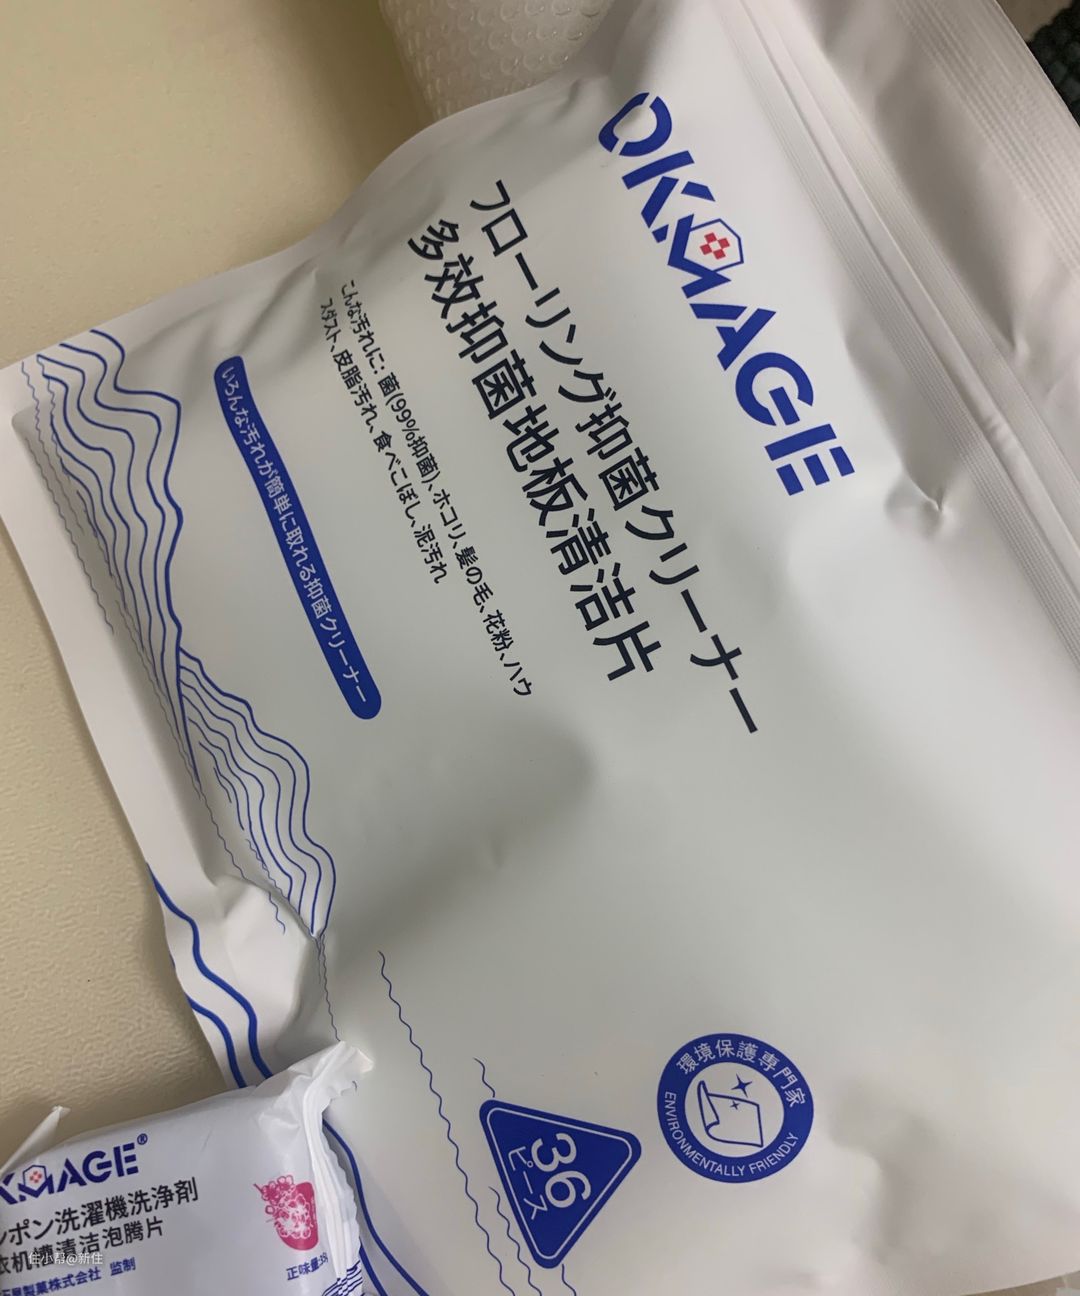 OKMAGE
フローリング抑菌クリーナー
多效抑菌地板清洁片
こんな汚れに: 菌(99%抑菌)、ホコリ、髪の毛、花粉、ハウ
スダスト、皮脂汚れ、食べこぼし、泥汚れ
いろんな汚れが簡単に取れる抑菌クリーナー
環境保護専門家
ENVIRONMENTALLY FRIENDLY
36
ピース
KMAGE®
ポン洗濯機洗浄剤
衣机槽清洁泡腾片
製薬株式会社 监制
正味量
住小帮@新住